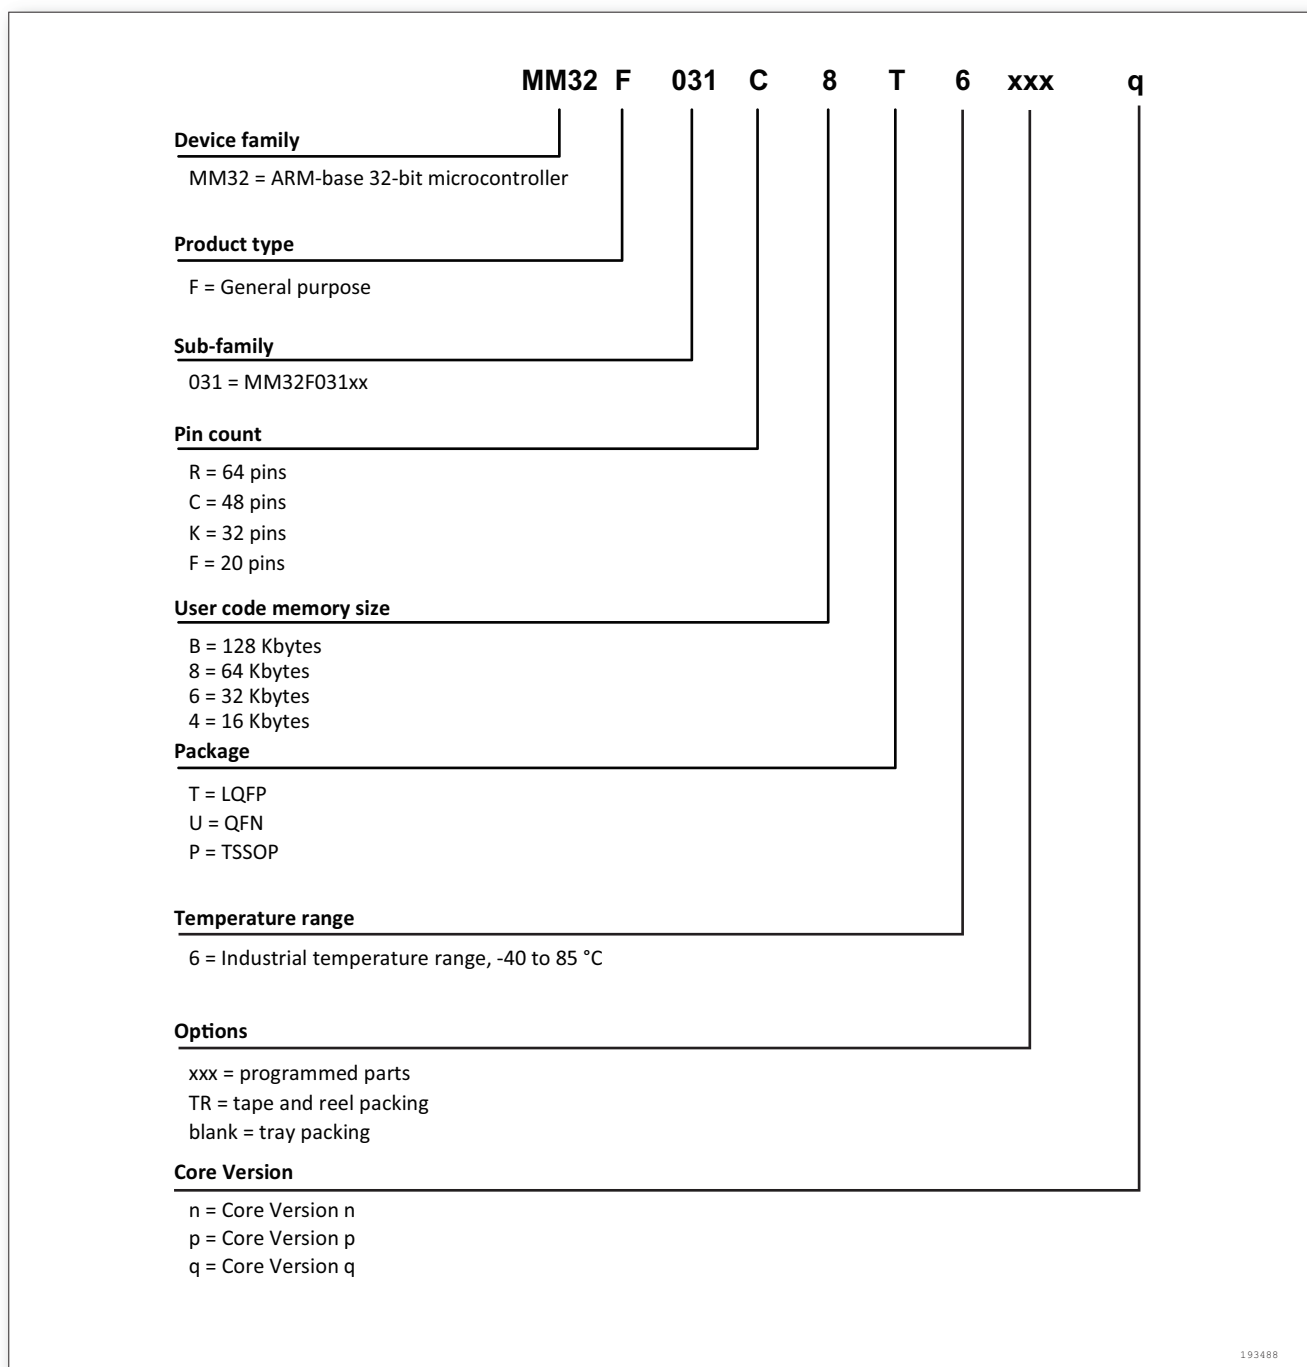 MM32 F 031 C 8 T 6 xxx q
Device family
MM32 = ARM-base 32-bit microcontroller
Product type
F = General purpose
Sub-family
031 = MM32F031xx
Pin count
R = 64 pins
C = 48 pins
K = 32 pins
F = 20 pins
User code memory size
B = 128 Kbytes
8 = 64 Kbytes
6 = 32 Kbytes
4 = 16 Kbytes
Package
T = LQFP
U = QFN
P = TSSOP
Temperature range
6 = Industrial temperature range, -40 to 85 °C
Options
xxx = programmed parts
TR = tape and reel packing
blank = tray packing
Core Version
n = Core Version n
p = Core Version p
q = Core Version q
193488